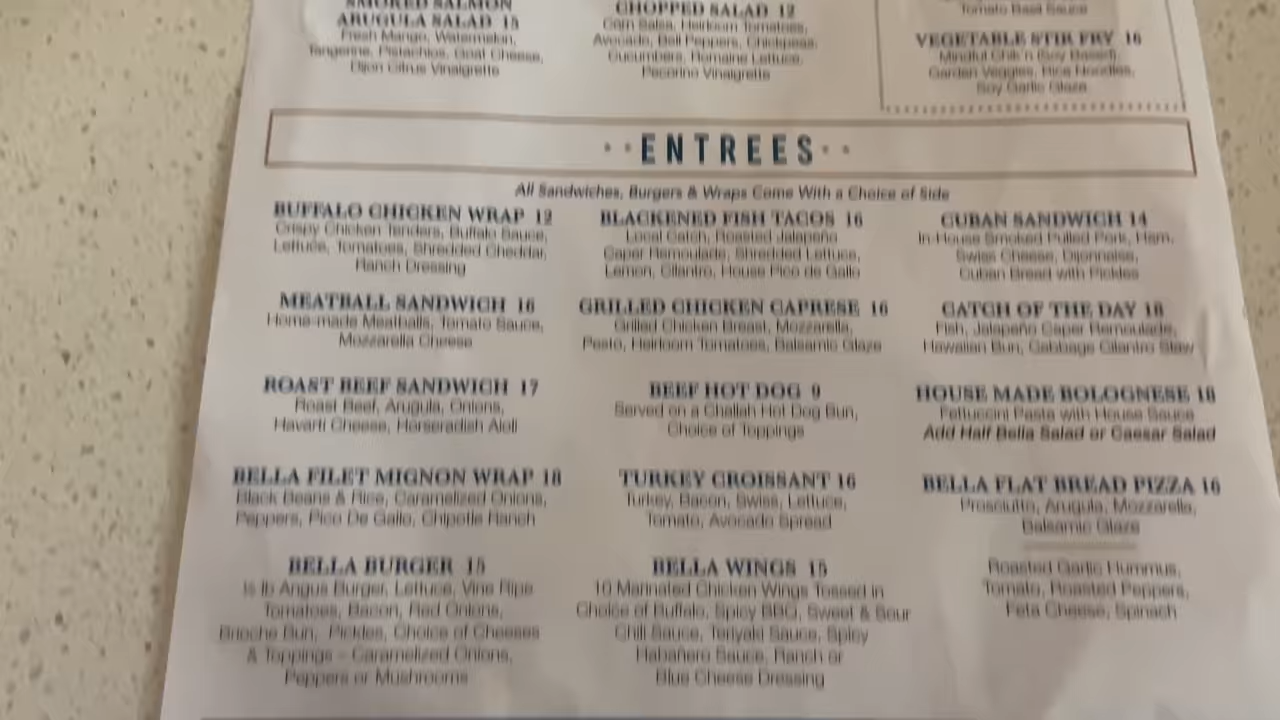 SMOKED SALMON
ARUGULA SALAD 15
Fresh Mango, Watermelon,
Tangerine, Pistachios, Goat Cheese,
Dijon Citrus Vinaigrette
CHOPPED SALAD 12
Corn Salsa, Heirloom Tomatoes,
Avocado, Bell Peppers, Chickpeas,
Cucumbers, Romaine Lettuce,
Pecorino Vinaigrette
Tomato Basil Sauce
VEGETABLE STIR FRY 16
Mindful Chik'n (Soy Based),
Garden Veggies, Rice Noodles,
Soy Garlic Glaze
ENTREES
All Sandwiches, Burgers & Wraps Come With a Choice of Side
BUFFALO CHICKEN WRAP 12
Crispy Chicken Tenders, Buffalo Sauce,
Lettuce, Tomatoes, Shredded Cheddar,
Ranch Dressing
MEATBALL SANDWICH 16
Home-made Meatballs, Tomato Sauce,
Mozzarella Cheese
ROAST BEEF SANDWICH 17
Roast Beef, Arugula, Onions,
Havarti Cheese, Horseradish Aioli
BELLA FILET MIGNON WRAP 18
Black Beans & Rice, Caramelized Onions,
Peppers, Pico De Gallo, Chipotle Ranch
BELLA BURGER 15
lb Angus Burger, Lettuce, Vine Ripe
Tomatoes, Bacon, Red Onions,
Brioche Bun, Pickles, Choice of Cheeses
& Toppings - Caramelized Onions,
Peppers or Mushrooms
BLACKENED FISH TACOS 16
Local Catch, Roasted Jalapeño
Caper Remoulade, Shredded Lettuce,
Lemon, Cilantro, House Pico de Gallo
GRILLED CHICKEN CAPRESE 16
Grilled Chicken Breast, Mozzarella,
Pesto, Heirloom Tomatoes, Balsamic Glaze
BEEF HOT DOG 9
Served on a Challah Hot Dog Bun,
Choice of Toppings
TURKEY CROISSANT 16
Turkey, Bacon, Swiss, Lettuce,
Tomato, Avocado Spread
BELLA WINGS 15
10 Marinated Chicken Wings Tossed in
Choice of Buffalo, Spicy BBQ, Sweet & Sour
Chili Sauce, Teriyaki Sauce, Spicy
Habañero Sauce, Ranch or
Blue Cheese Dressing
CUBAN SANDWICH 14
In-House Smoked Pulled Pork, Ham,
Swiss Cheese, Dijonnaise,
Cuban Bread with Pickles
CATCH OF THE DAY 18
Fish, Jalapeño Caper Remoulade,
Hawaiian Bun, Cabbage Cilantro Slaw
HOUSE MADE BOLOGNESE 18
Fettuccini Pasta with House Sauce
Add Half Bella Salad or Caesar Salad
BELLA FLAT BREAD PIZZA 16
Prosciutto, Arugula, Mozzarella,
Balsamic Glaze
Roasted Garlic Hummus,
Tomato, Roasted Peppers,
Feta Cheese, Spinach